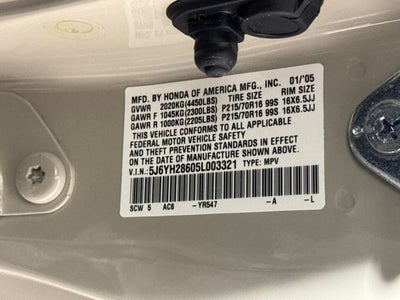 MFD. BY HONDA OF AMERICA MFG., INC. 01/'05
GVWR 2020KG(4450LBS) TIRE SIZE RIM SIZE
GAWR F 1045KG(2300LBS) P215/70R16 99S 16X6.5JJ
GAWR R 1000KG(2205LBS) P215/70R16 99S 16X6.5JJ
THIS VEHICLE CONFORMS TO ALL APPLICABLE
FEDERAL MOTOR VEHICLE SAFETY
AND THEFT PREVENTION STANDARDS IN EFFECT
ON THE DATE OF MANUFACTURE SHOWN ABOVE.
V.I.N.: 5J6YH28605L003321 TYPE: MPV
SCW 5 AC6 -YR547 -A -L